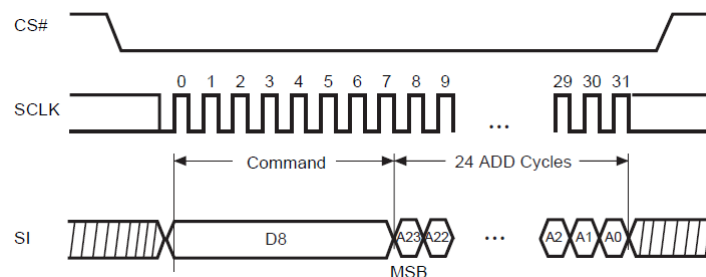 CS#
0 1 2 3 4 5 6 7 8 9 29 30 31
SCLK ...
Command 24 ADD Cycles
SI D8 A23 A22 ... A2 A1 A0
MSB